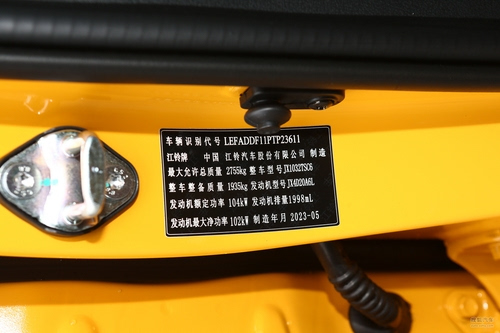 车辆识别代号 LEFADDF11PTP23611
江铃牌 中国 江铃汽车股份有限公司 制造
最大允许总质量 2755kg 整车型号 JX1032TSC6
整车整备质量 1935kg 发动机型号 JX4D20A6L
发动机额定功率 104kW 发动机排量 1998mL
发动机最大净功率 102kW 制造年月 2023-05